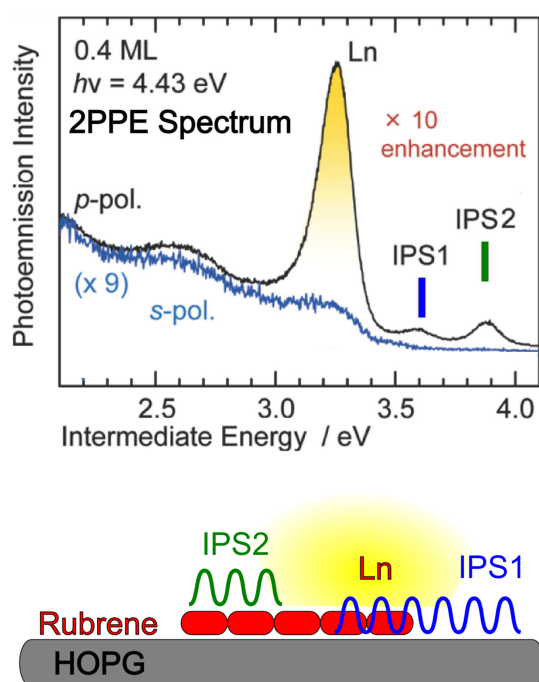 0.4 ML
hν = 4.43 eV
2PPE Spectrum
Ln
× 10
enhancement
p-pol.
IPS2
IPS1
(x 9)
s-pol.
Photoemnission Intensity
2.5 3.0 3.5 4.0
Intermediate Energy / eV
IPS2
Ln
IPS1
Rubrene
HOPG